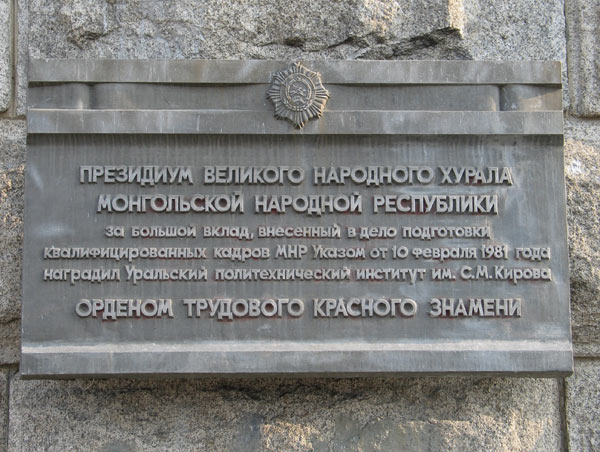 ПРЕЗИДИУМ ВЕЛИКОГО НАРОДНОГО ХУРАЛА
МОНГОЛЬСКОЙ НАРОДНОЙ РЕСПУБЛИКИ
за большой вклад, внесенный в дело подготовки
квалифицированных кадров МНР Указом от 10 февраля 1981 года
наградил Уральский политехнический институт им. С.М. Кирова
ОРДЕНОМ ТРУДОВОГО КРАСНОГО ЗНАМЕНИ